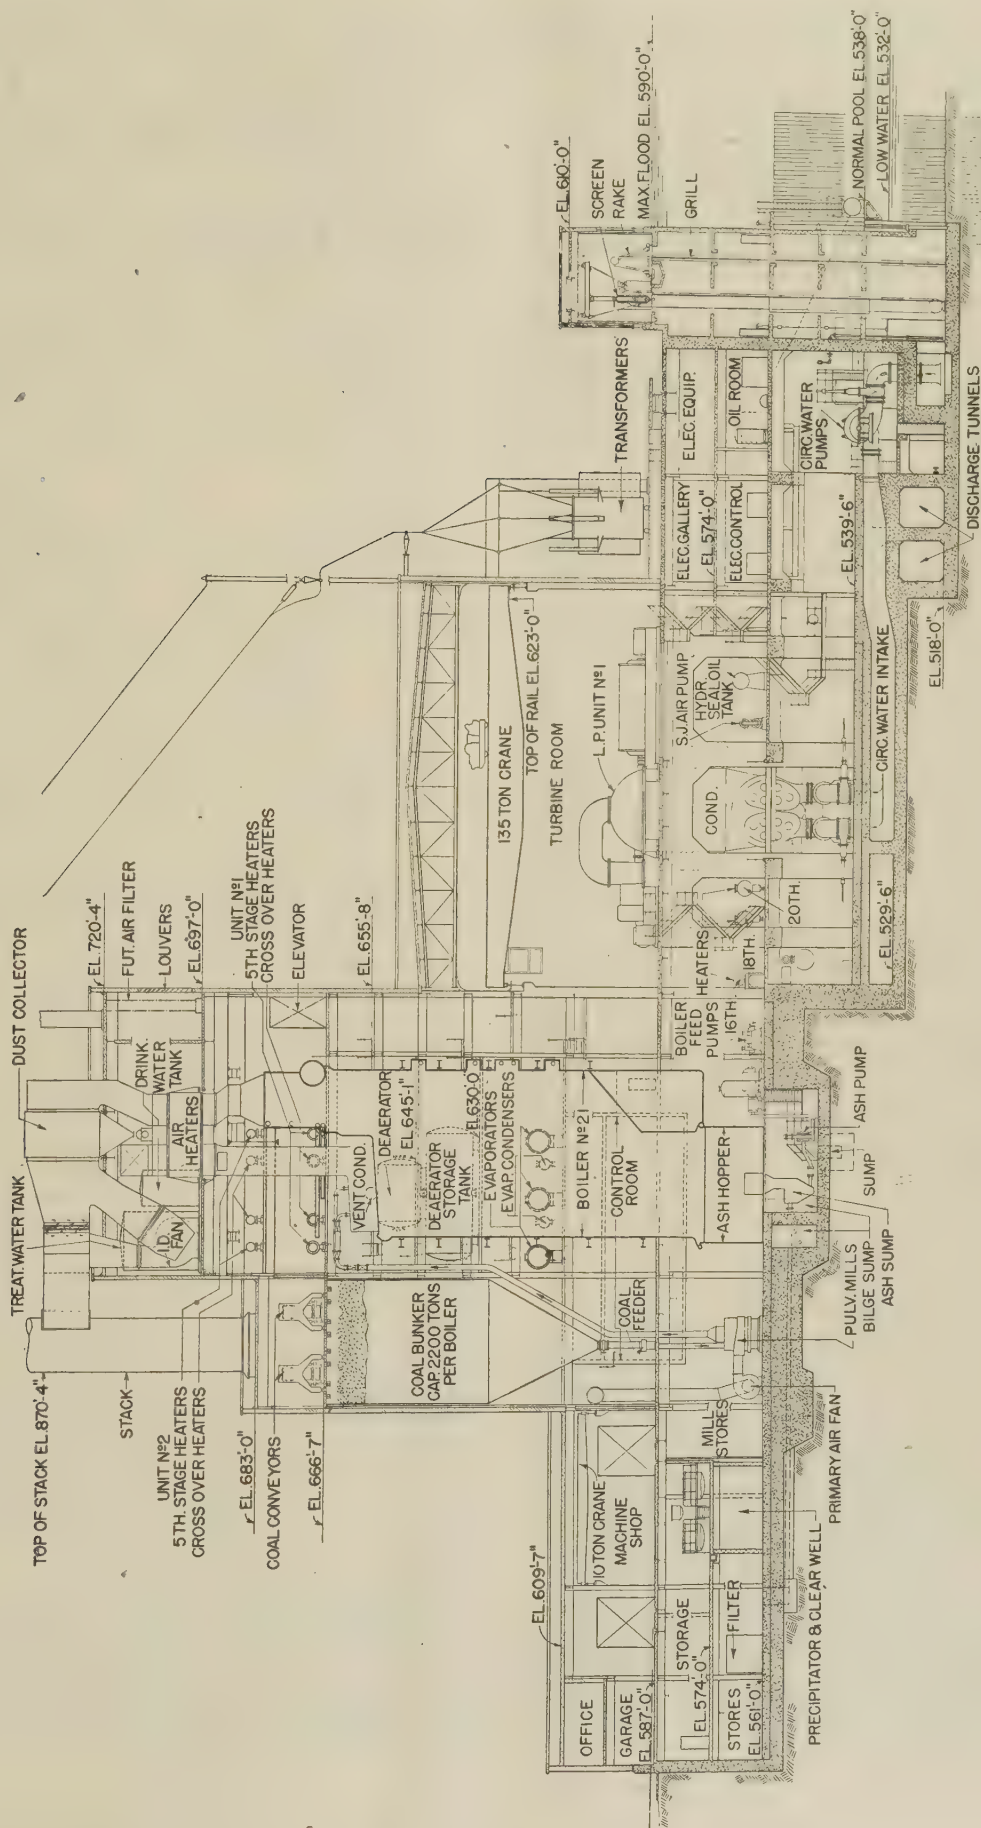 TOP OF STACK EL.870'-4"
TREAT. WATER TANK
DUST COLLECTOR
STACK
EL.720'-4"
FUT. AIR FILTER
LOUVERS
EL.697'-0"
DRINK.
WATER
TANK
AIR
HEATERS
I.D.
FAN
UNIT Nº2
5TH. STAGE HEATERS
CROSS OVER HEATERS
EL.683'-0"
COAL CONVEYORS
EL.666'-7"
UNIT Nº1
5TH STAGE HEATERS
CROSS OVER HEATERS
ELEVATOR
EL.655'-8"
VENT COND.
DEAERATOR
EL.645'-1"
DEAERATOR
STORAGE
TANK
EL.630'-0"
EVAPORATORS
EVAP. CONDENSERS
COAL BUNKER
CAP. 2200 TONS
PER BOILER
BOILER Nº21
CONTROL
ROOM
COAL
FEEDER
ASH HOPPER
135 TON CRANE
TOP OF RAIL EL.623'-0"
TURBINE ROOM
L.P. UNIT Nº1
TRANSFORMERS
EL.610'-0"
SCREEN
RAKE
MAX. FLOOD EL.590'-0"
GRILL
NORMAL POOL EL.538'-0"
LOW WATER EL.532'-0"
EL.609'-7"
OFFICE
GARAGE
EL.587'-0"
10 TON CRANE
MACHINE
SHOP
STORAGE
EL.574'-0"
STORES
EL.561'-0"
FILTER
MILL
STORES
PRECIPITATOR & CLEAR WELL
PRIMARY AIR FAN
PULV. MILLS
BILGE SUMP
ASH SUMP
SUMP
ASH PUMP
BOILER
FEED
PUMPS
HEATERS
16TH.
18TH.
20TH.
COND.
S.J. AIR PUMP
HYDR.
SEAL OIL
TANK
ELEC. GALLERY
EL.574'-0"
ELEC. CONTROL
ELEC. EQUIP.
OIL ROOM
CIRC. WATER
PUMPS
EL.539'-6"
EL.529'-6"
CIRC. WATER INTAKE
EL.518'-0"
DISCHARGE TUNNELS